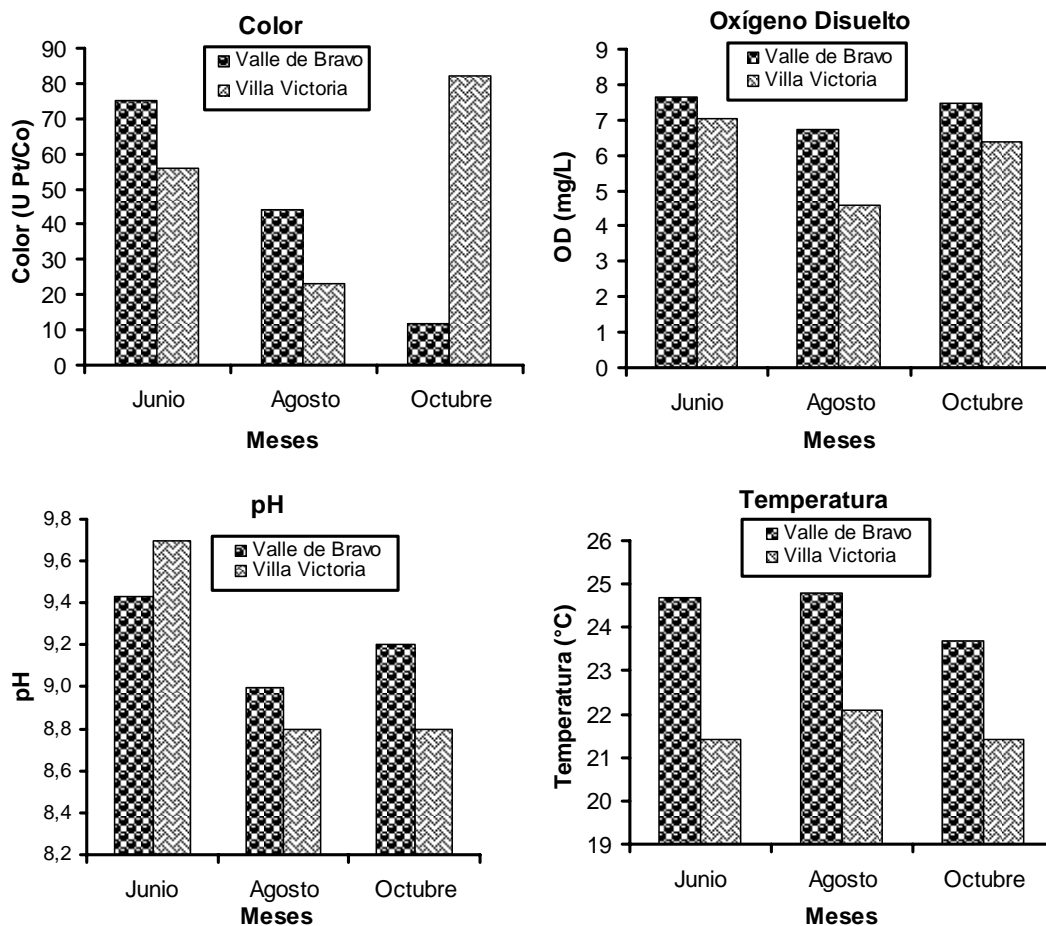 Color
Valle de Bravo
Villa Victoria
Color (U Pt/Co)
90
80
70
60
50
40
30
20
10
0
Junio Agosto Octubre
Meses
Oxígeno Disuelto
Valle de Bravo
Villa Victoria
OD (mg/L)
9
8
7
6
5
4
3
2
1
0
Junio Agosto Octubre
Meses
pH
Valle de Bravo
Villa Victoria
pH
9,8
9,6
9,4
9,2
9,0
8,8
8,6
8,4
8,2
Junio Agosto Octubre
Meses
Temperatura
Valle de Bravo
Villa Victoria
Temperatura (°C)
26
25
24
23
22
21
20
19
Junio Agosto Octubre
Meses